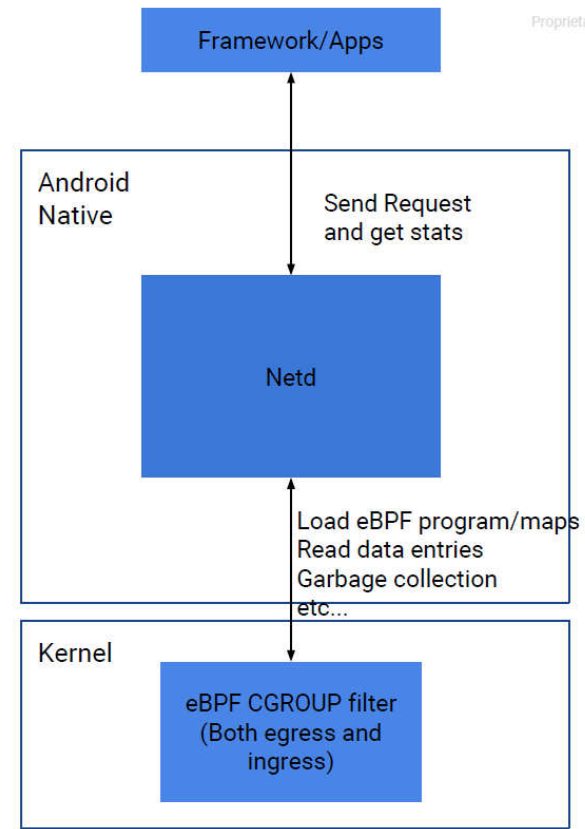 Propriet
Framework/Apps
Android
Native
Send Request
and get stats
Netd
Load eBPF program/maps
Read data entries
Garbage collection
etc...
Kernel
eBPF CGROUP filter
(Both egress and
ingress)